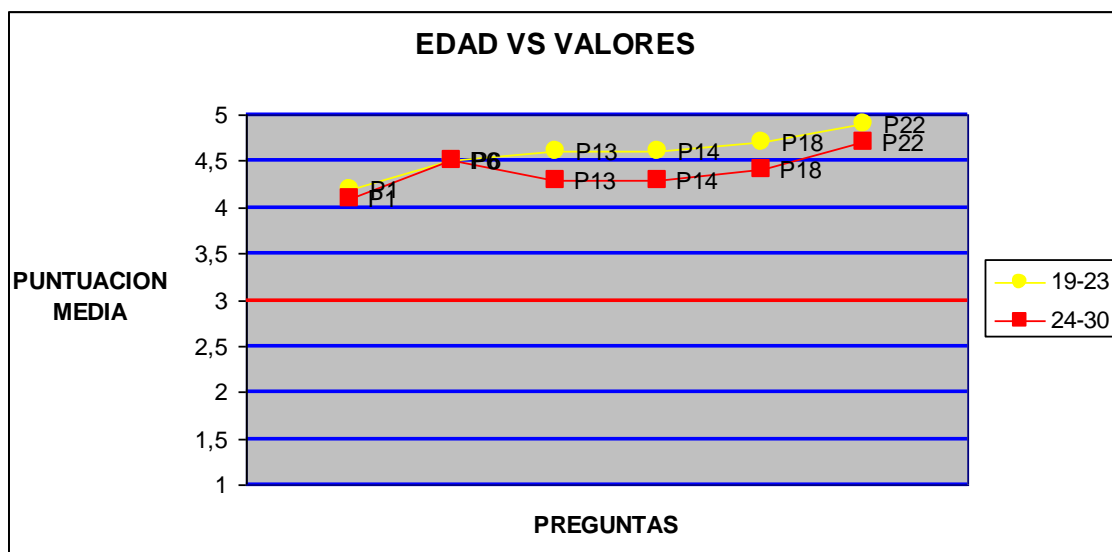 EDAD VS VALORES
5
4,5
4
3,5
3
2,5
2
1,5
1
PUNTUACION
MEDIA
P1
P6
P13
P14
P18
P22
P1
P6
P13
P14
P18
P22
PREGUNTAS
19-23
24-30